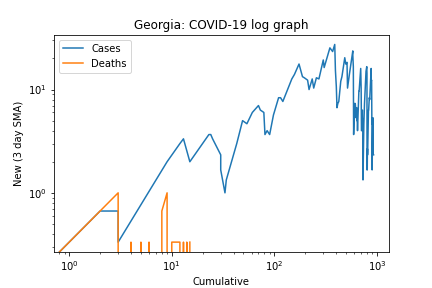 Georgia: COVID-19 log graph
Cases
Deaths
New (3 day SMA)
10¹
10⁰
10⁰ 10¹ 10² 10³
Cumulative